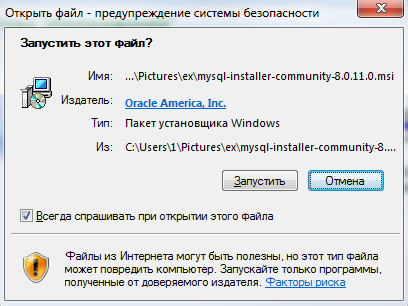 Открыть файл - предупреждение системы безопасности
Запустить этот файл?
Имя: ...\Pictures\ex\mysql-installer-community-8.0.11.0.msi
Издатель: Oracle America, Inc.
Тип: Пакет установщика Windows
Из: C:\Users\1\Pictures\ex\mysql-installer-community-8....
Запустить Отмена
Всегда спрашивать при открытии этого файла
Файлы из Интернета могут быть полезны, но этот тип файла
может повредить компьютер. Запускайте только программы,
полученные от доверяемого издателя. Факторы риска